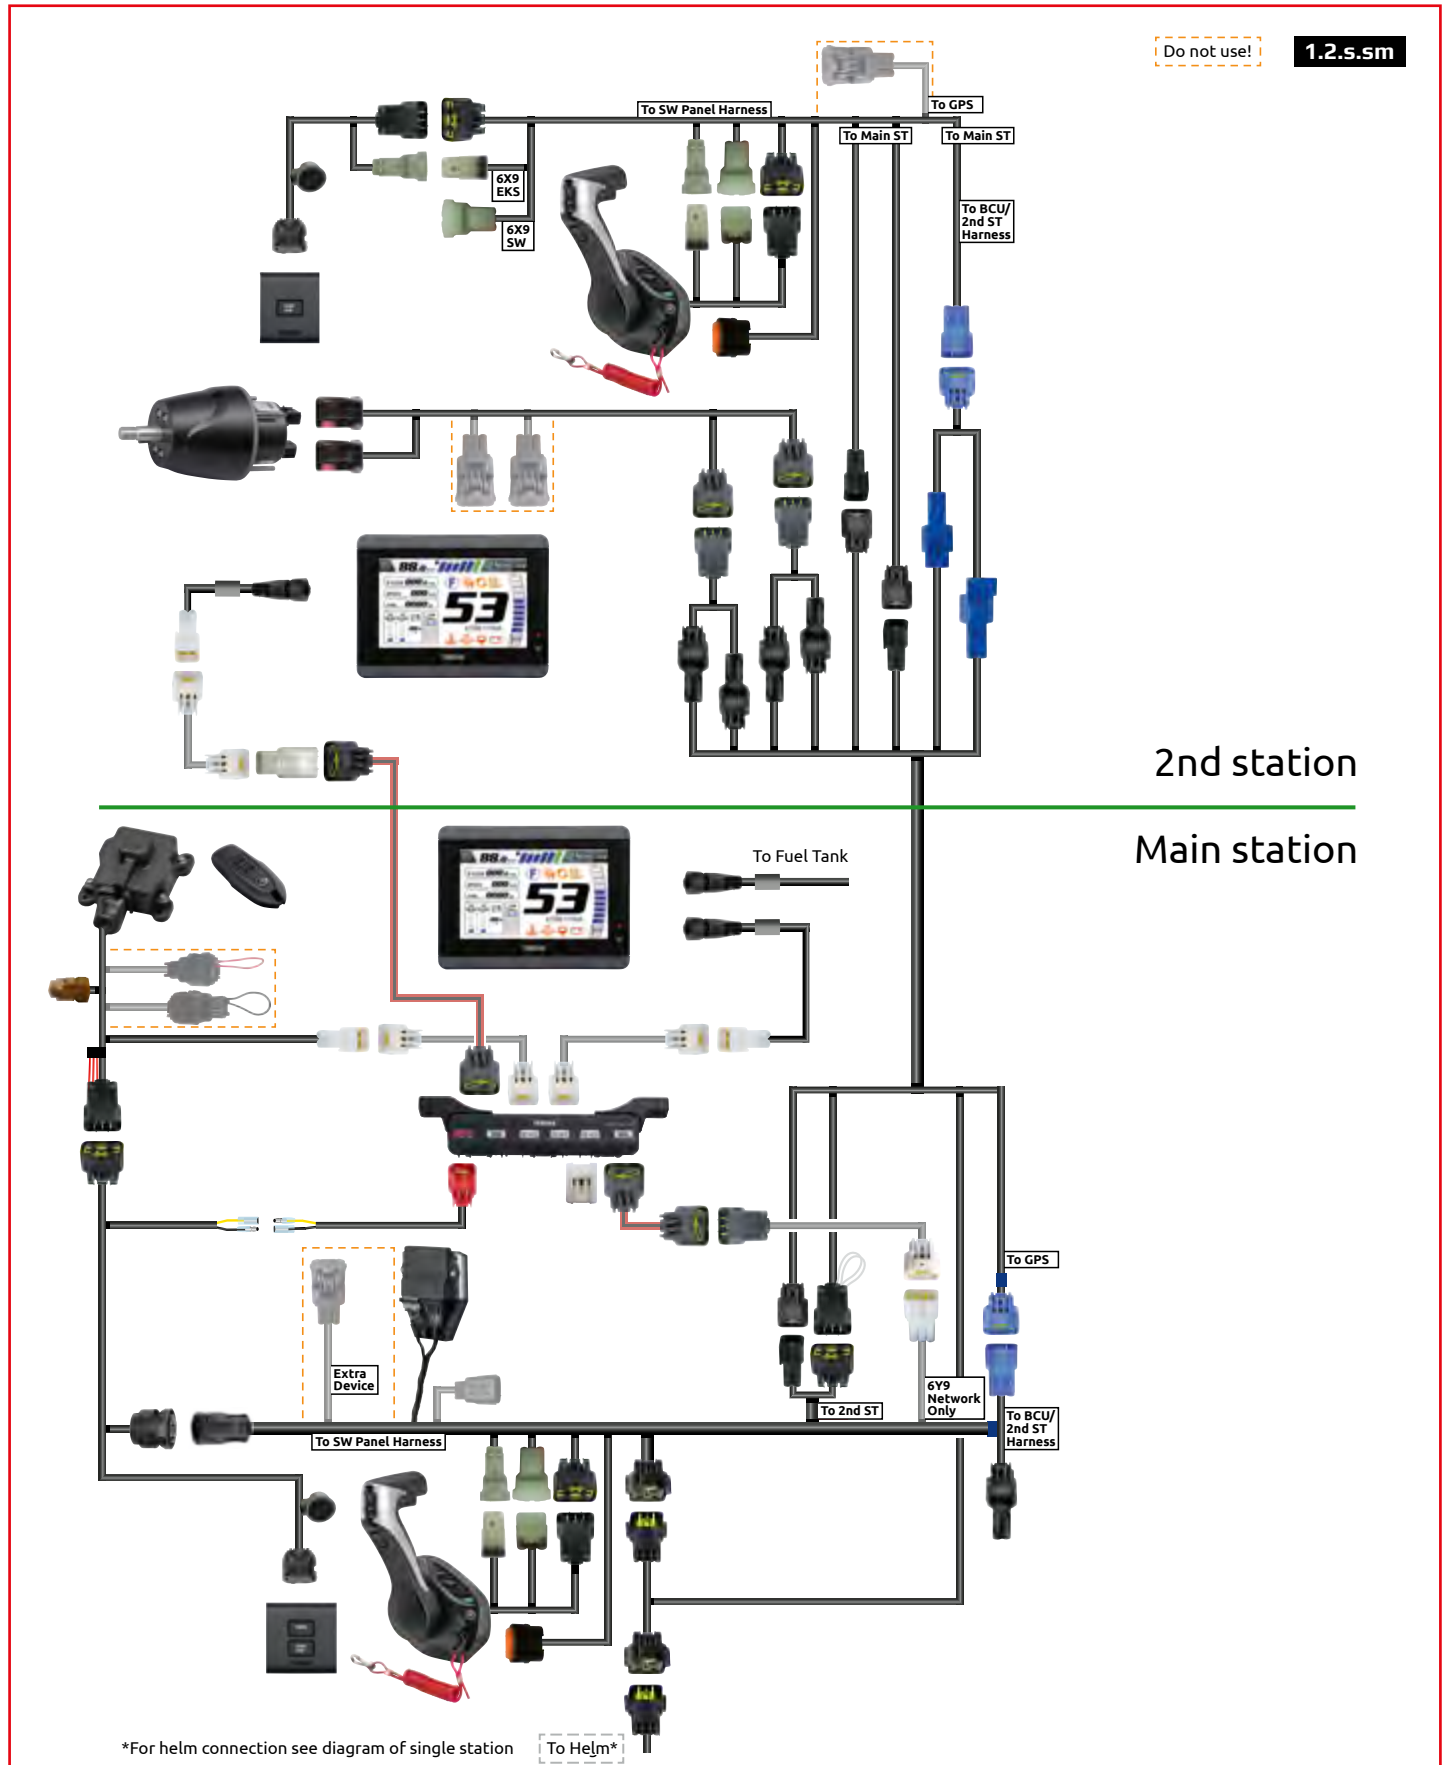 Do not use!
1.2.s.sm
To GPS
To SW Panel Harness
To Main ST
To Main ST
6X9
EKS
6X9
SW
To BCU/
2nd ST
Harness
53
2nd station
Main station
To Fuel Tank
53
To GPS
Extra
Device
6Y9
Network
Only
To 2nd ST
To BCU/
2nd ST
Harness
To SW Panel Harness
*For helm connection see diagram of single station
To Helm*